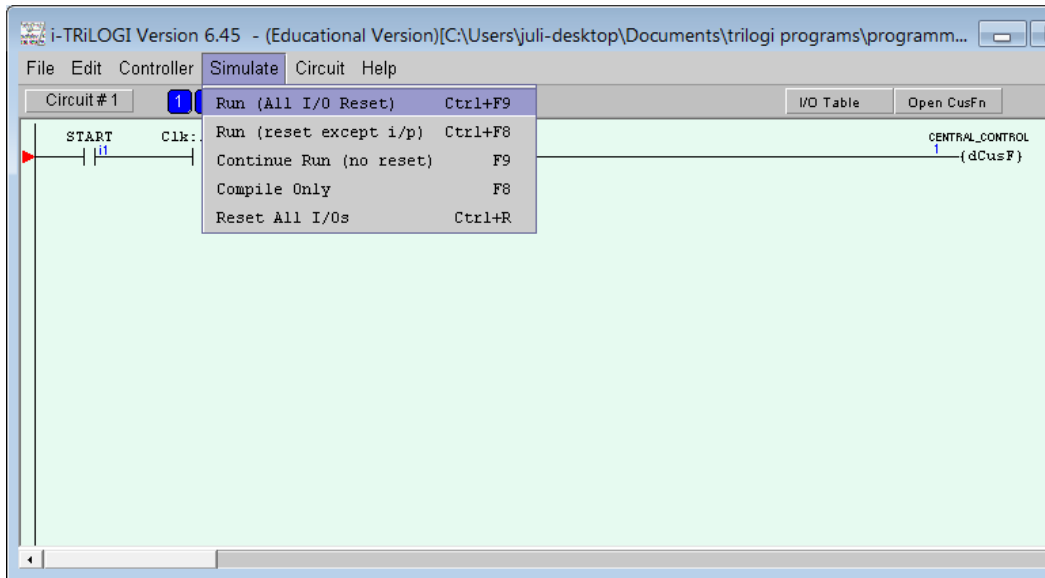 i-TRiLOGI Version 6.45 - (Educational Version)[C:\Users\juli-desktop\Documents\trilogi programs\programm...
File Edit Controller Simulate Circuit Help
Circuit # 1 1 I/O Table Open CusFn
Run (All I/O Reset) Ctrl+F9
Run (reset except i/p) Ctrl+F8
Continue Run (no reset) F9
Compile Only F8
Reset All I/Os Ctrl+R
START Clk:. CENTRAL_CONTROL
i1 1 (dCusF)